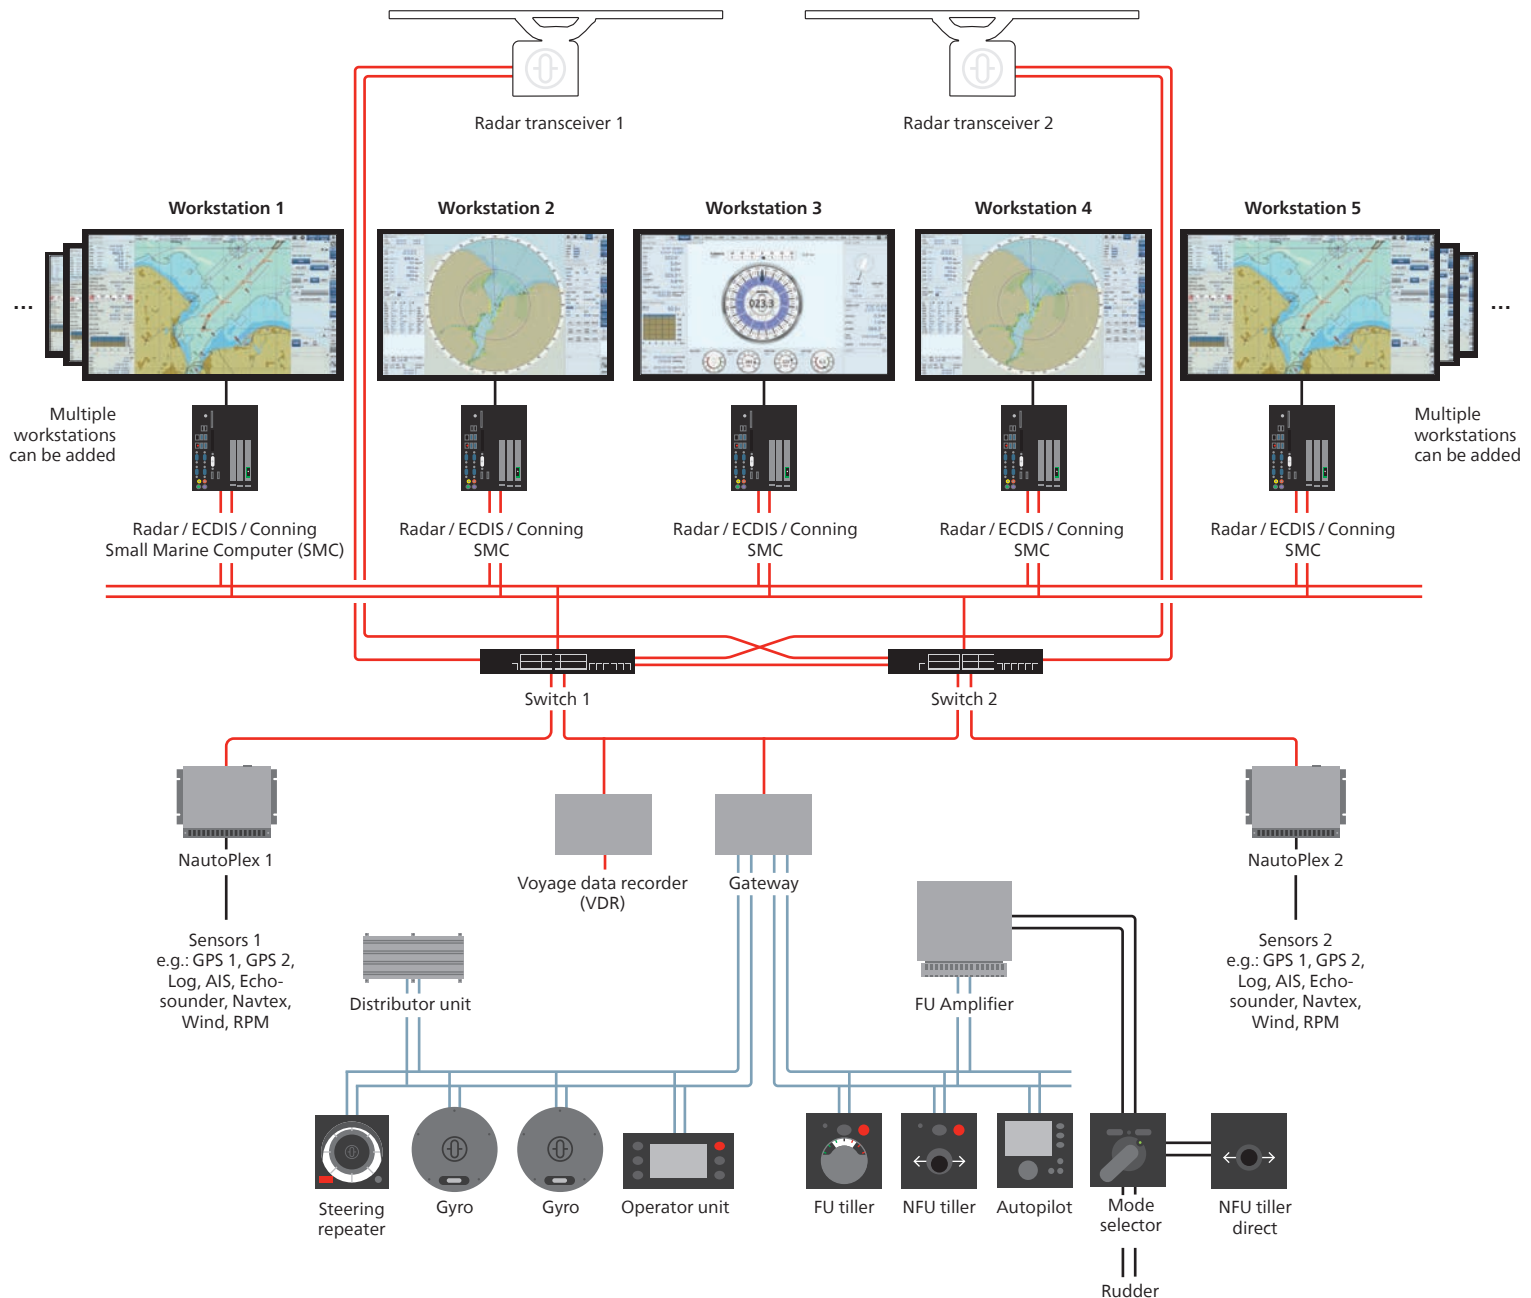 Radar transceiver 1
Radar transceiver 2
Workstation 1
Workstation 2
Workstation 3
Workstation 4
Workstation 5
...
...
023.3
Multiple
workstations
can be added
Multiple
workstations
can be added
Radar / ECDIS / Conning
Small Marine Computer (SMC)
Radar / ECDIS / Conning
SMC
Radar / ECDIS / Conning
SMC
Radar / ECDIS / Conning
SMC
Radar / ECDIS / Conning
SMC
Switch 1
Switch 2
NautoPlex 1
Voyage data recorder
(VDR)
Gateway
NautoPlex 2
Sensors 1
e.g.: GPS 1, GPS 2,
Log, AIS, Echo-
sounder, Navtex,
Wind, RPM
Distributor unit
FU Amplifier
Sensors 2
e.g.: GPS 1, GPS 2,
Log, AIS, Echo-
sounder, Navtex,
Wind, RPM
Steering
repeater
Gyro
Gyro
Operator unit
FU tiller
NFU tiller
Autopilot
Mode
selector
NFU tiller
direct
Rudder